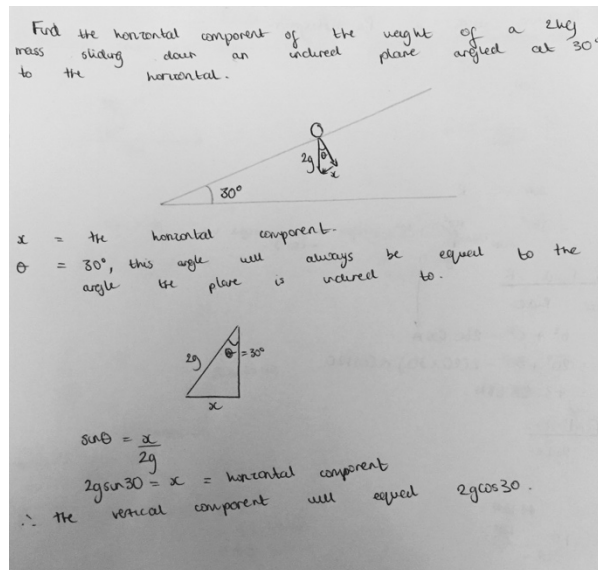 Find the horizontal component of the weight of a 2kg
mass sliding down an inclined plane angled at 30°
to the horizontal.
2g θ
x
30°
x = the horizontal component.
θ = 30°, this angle will always be equal to the
angle the plane is inclined to.
2g θ = 30°
x
sinθ = x
2g
2gsin30 = x = horizontal component
∴ the vertical component will equal 2gcos30.